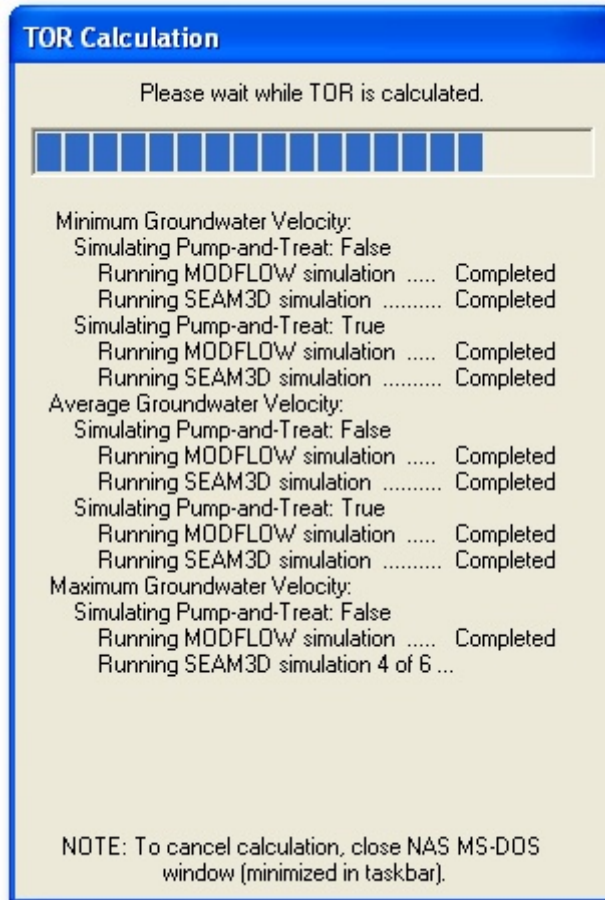 TOR Calculation
Please wait while TOR is calculated.
Minimum Groundwater Velocity:
Simulating Pump-and-Treat: False
Running MODFLOW simulation ..... Completed
Running SEAM3D simulation .......... Completed
Simulating Pump-and-Treat: True
Running MODFLOW simulation ..... Completed
Running SEAM3D simulation .......... Completed
Average Groundwater Velocity:
Simulating Pump-and-Treat: False
Running MODFLOW simulation ..... Completed
Running SEAM3D simulation .......... Completed
Simulating Pump-and-Treat: True
Running MODFLOW simulation ..... Completed
Running SEAM3D simulation .......... Completed
Maximum Groundwater Velocity:
Simulating Pump-and-Treat: False
Running MODFLOW simulation ..... Completed
Running SEAM3D simulation 4 of 6 ...
NOTE: To cancel calculation, close NAS MS-DOS
window (minimized in taskbar).